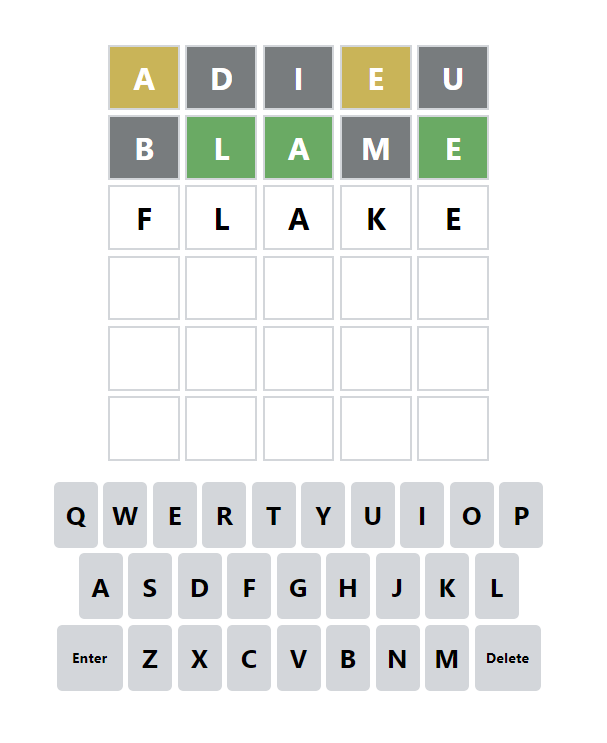 A D I E U
B L A M E
F L A K E
Q W E R T Y U I O P
A S D F G H J K L
Enter Z X C V B N M Delete